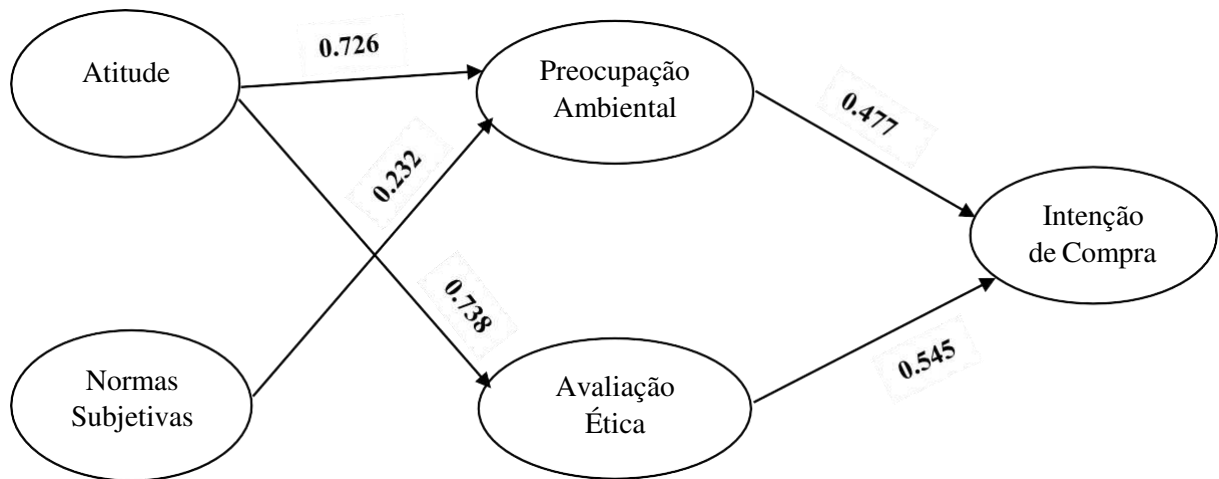 Atitude
0.726
Preocupação
Ambiental
0.477
0.232
Intenção
de Compra
0.738
Normas
Subjetivas
Avaliação
Ética
0.545